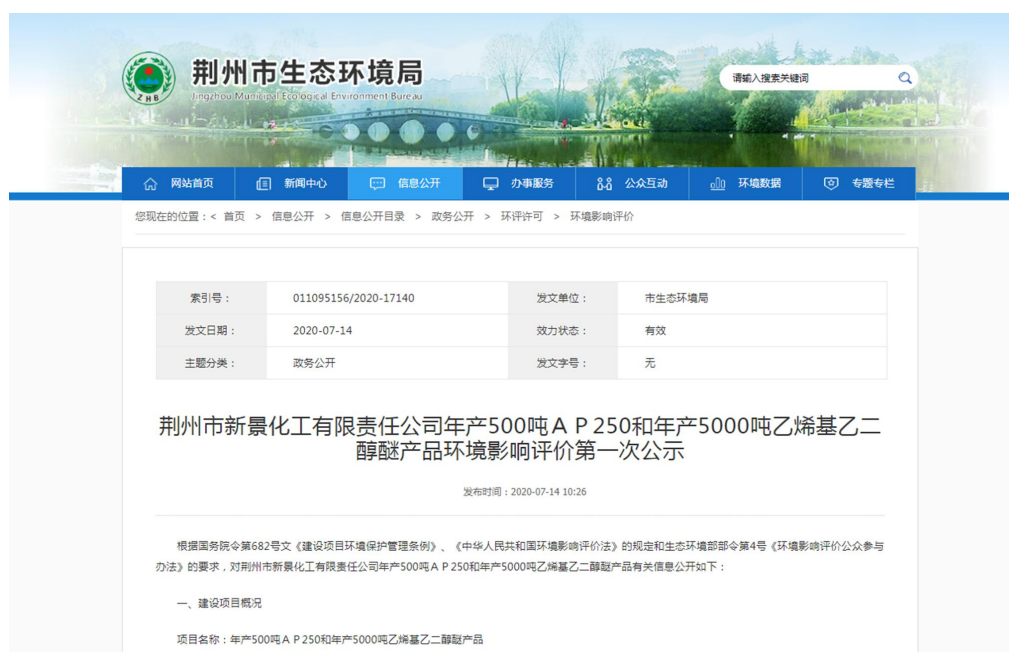 荆州市生态环境局
Jingzhou Municipal Ecological Environment Bureau
ZHB
请输入搜素关键词
网站首页 新闻中心 信息公开 办事服务 公众互动 环境数据 专题专栏
您现在的位置：< 首页 > 信息公开 > 信息公开目录 > 政务公开 > 环评许可 > 环境影响评价
索引号： 011095156/2020-17140 发文单位： 市生态环境局
发文日期： 2020-07-14 效力状态： 有效
主题分类： 政务公开 发文字号： 无
荆州市新景化工有限责任公司年产500吨ＡＰ250和年产5000吨乙烯基乙二
醇醚产品环境影响评价第一次公示
发布时间：2020-07-14 10:26
根据国务院令第682号文《建设项目环境保护管理条例》、《中华人民共和国环境影响评价法》的规定和生态环境部部令第4号《环境影响评价公众参与
办法》的要求，对荆州市新景化工有限责任公司年产500吨ＡＰ250和年产5000吨乙烯基乙二醇醚产品有关信息公开如下：
一、建设项目概况
项目名称：年产500吨ＡＰ250和年产5000吨乙烯基乙二醇醚产品